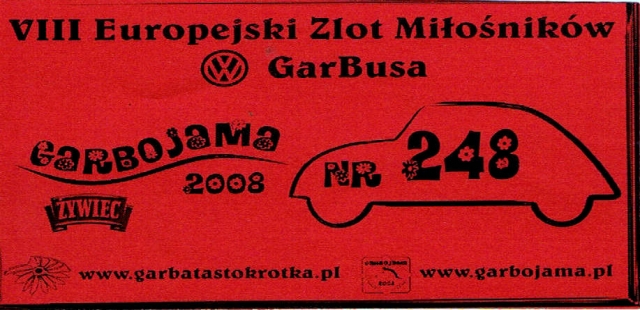 VIII Europejski Zlot Miłośników
GarBusa
GARBOJAMA
2008
NR 248
ŻYWIEC
www.garbatastokrotka.pl
www.garbojama.pl